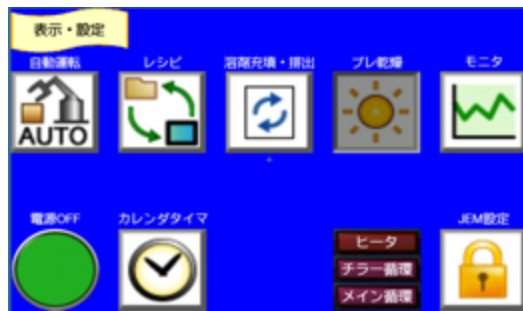 表示・設定
自動運転
レシピ
溶剤充填・排出
プレ乾燥
モニタ
AUTO
電源OFF
カレンダタイマ
JEM設定
ヒータ
チラー循環
メイン循環